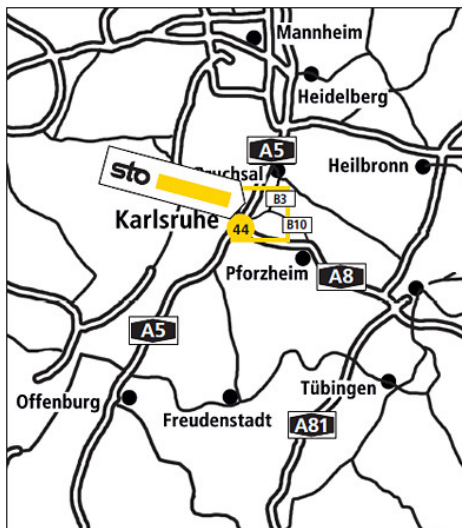 Mannheim
Heidelberg
A5
Heilbronn
sto
B3
Karlsruhe
44
B10
Pforzheim
A8
A5
Offenburg
Freudenstadt
Tübingen
A81